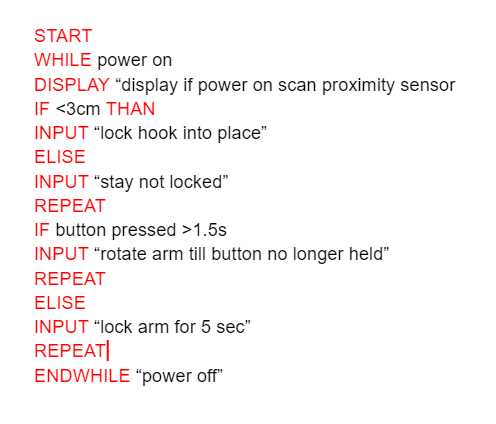 START
WHILE power on
DISPLAY “display if power on scan proximity sensor
IF <3cm THAN
INPUT “lock hook into place”
ELISE
INPUT “stay not locked”
REPEAT
IF button pressed >1.5s
INPUT “rotate arm till button no longer held”
REPEAT
ELISE
INPUT “lock arm for 5 sec”
REPEAT
ENDWHILE “power off”